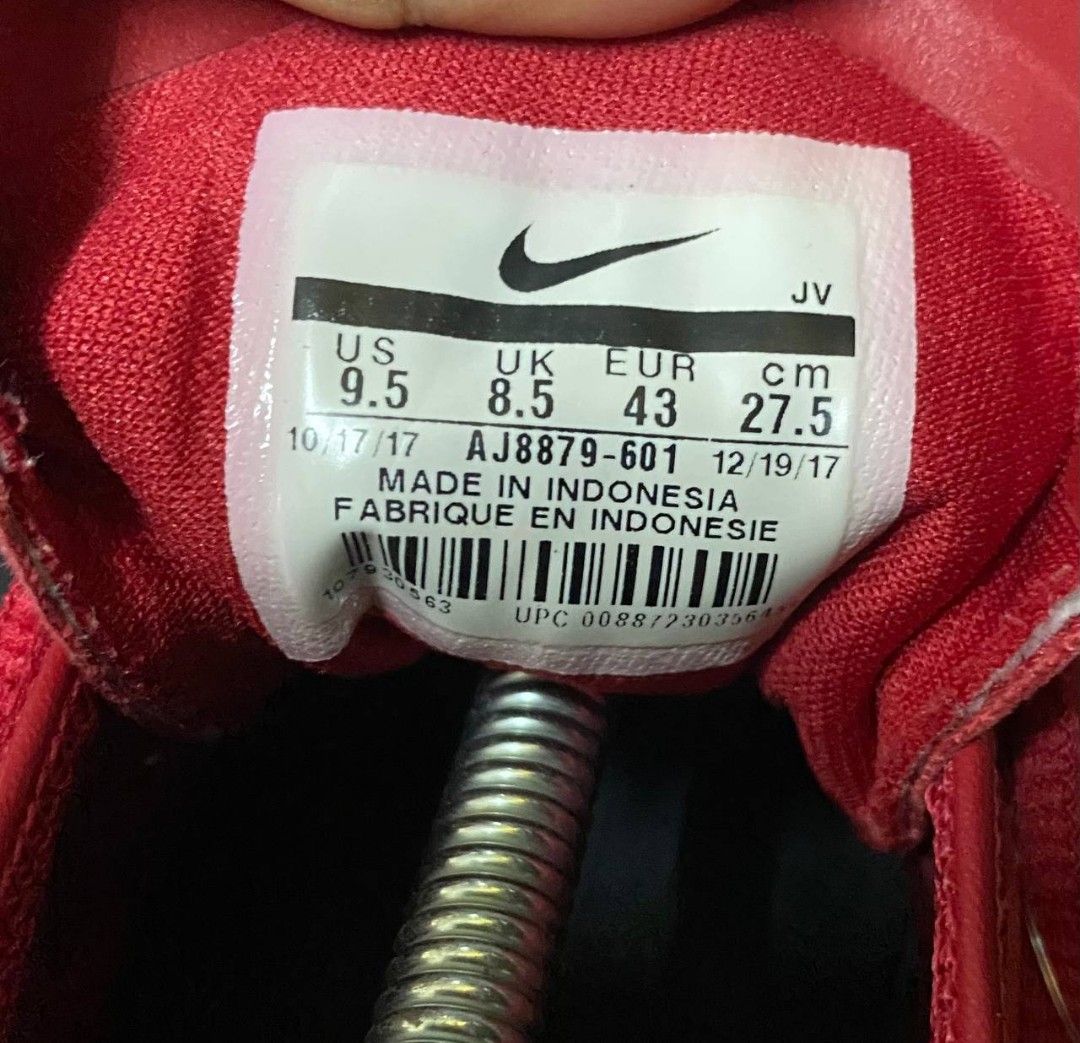 JV
US UK EUR cm
9.5 8.5 43 27.5
10/17/17 AJ8879-601 12/19/17
MADE IN INDONESIA
FABRIQUE EN INDONESIE
107930563
UPC